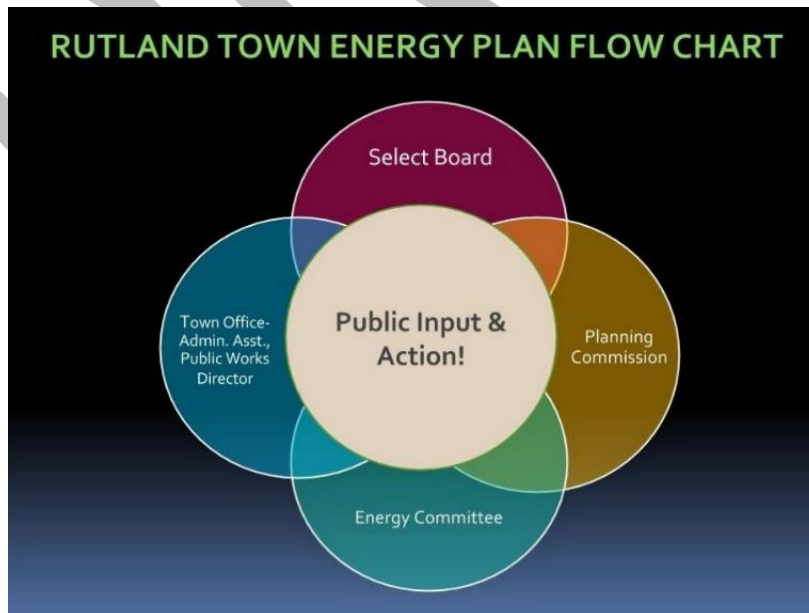 RUTLAND TOWN ENERGY PLAN FLOW CHART
Select Board
Town Office-
Admin. Asst.,
Public Works
Director
Public Input &
Action!
Planning
Commission
Energy Committee